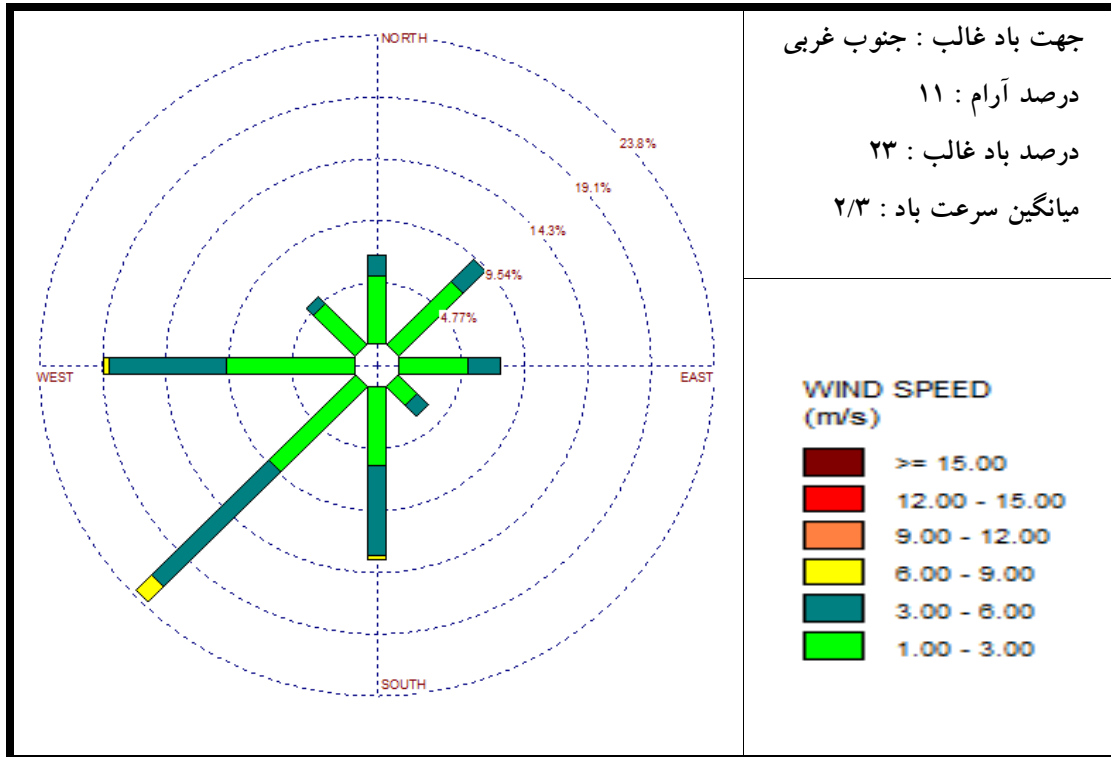 NORTH
23.8%
19.1%
14.3%
9.54%
4.77%
WEST
EAST
SOUTH
جهت باد غالب : جنوب غربی
درصد آرام : ۱۱
درصد باد غالب : ۲۳
میانگین سرعت باد : ۲/۳
WIND SPEED
(m/s)
>= 15.00
12.00 - 15.00
9.00 - 12.00
6.00 - 9.00
3.00 - 6.00
1.00 - 3.00